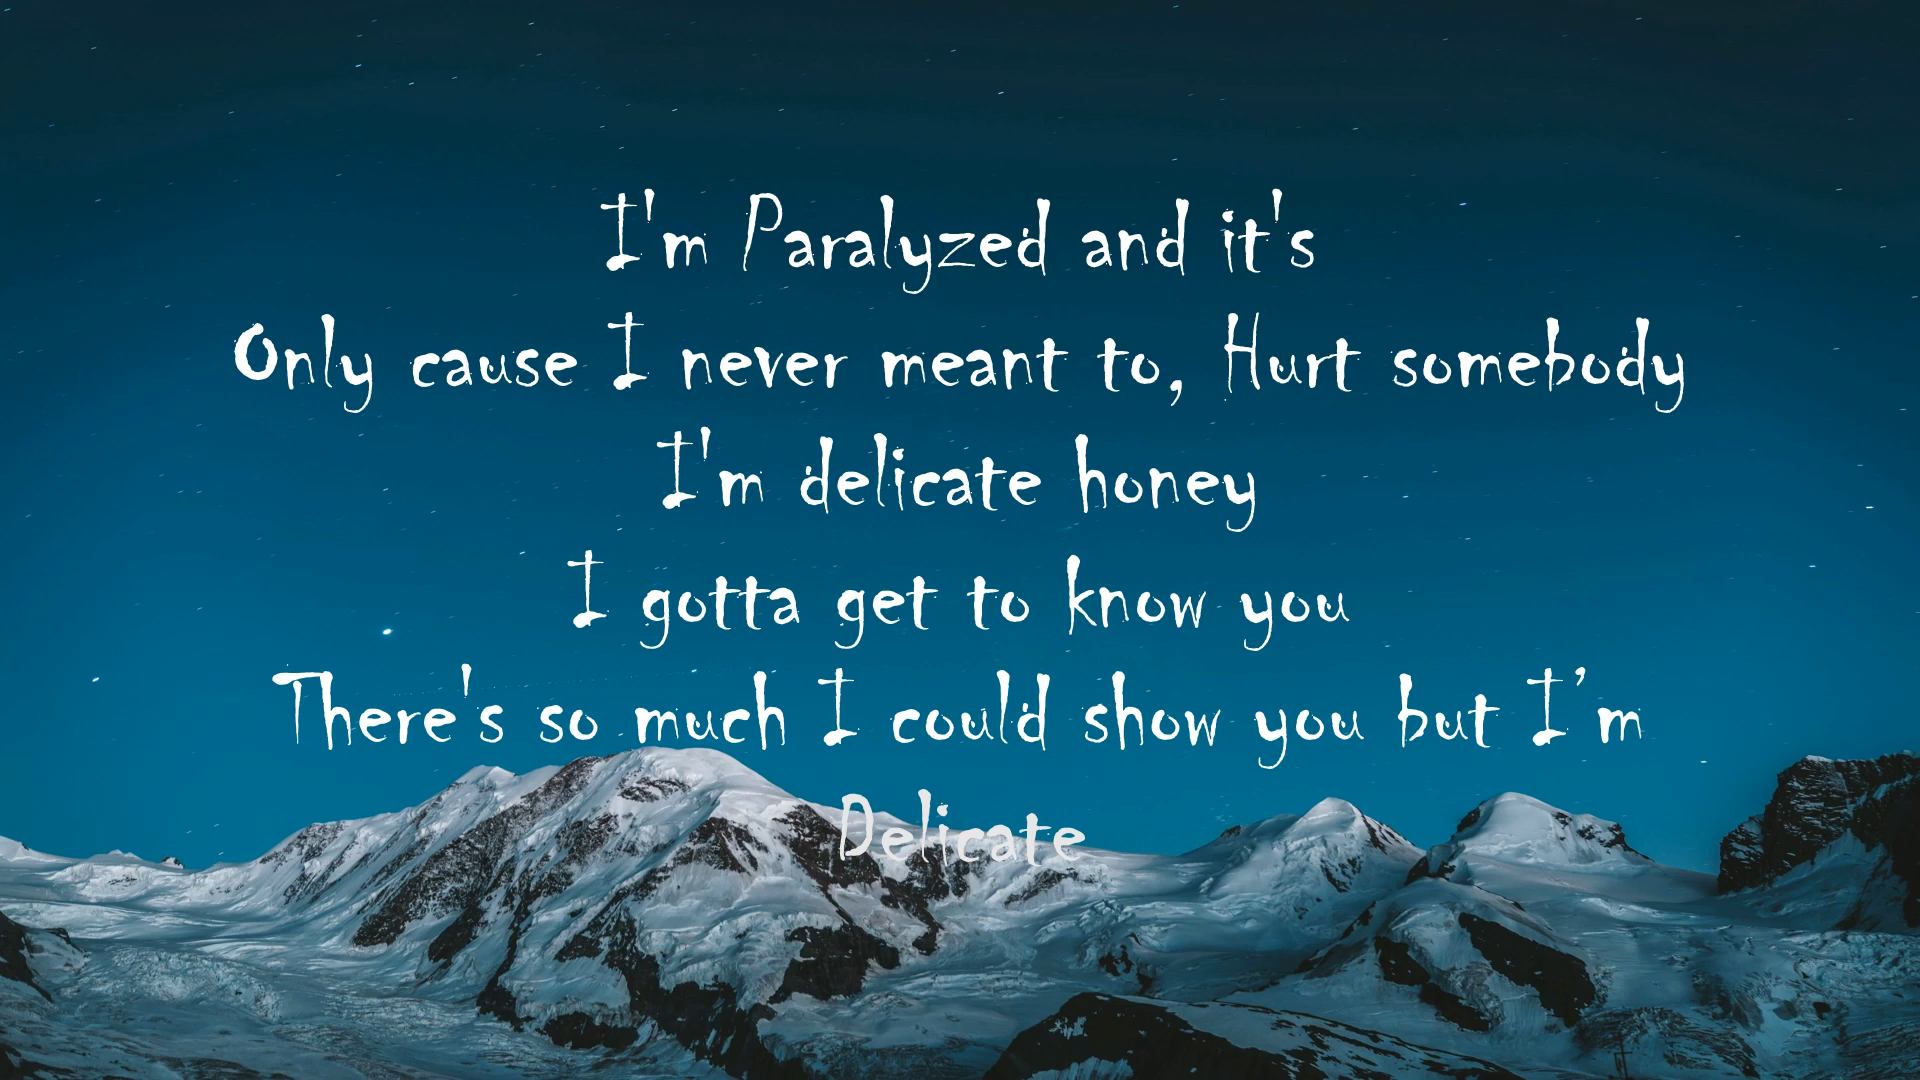 I'm Paralyzed and it's
Only cause I never meant to, Hurt somebody
I'm delicate honey
I gotta get to know you
There's so much I could show you but I’m
Delicate